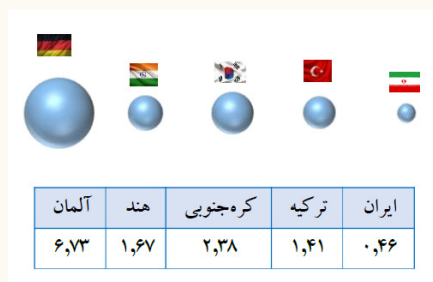 ایران ترکیه کره‌جنوبی هند آلمان
۰,۴۶ ۱,۴۱ ۲,۳۸ ۱,۶۷ ۶,۷۳